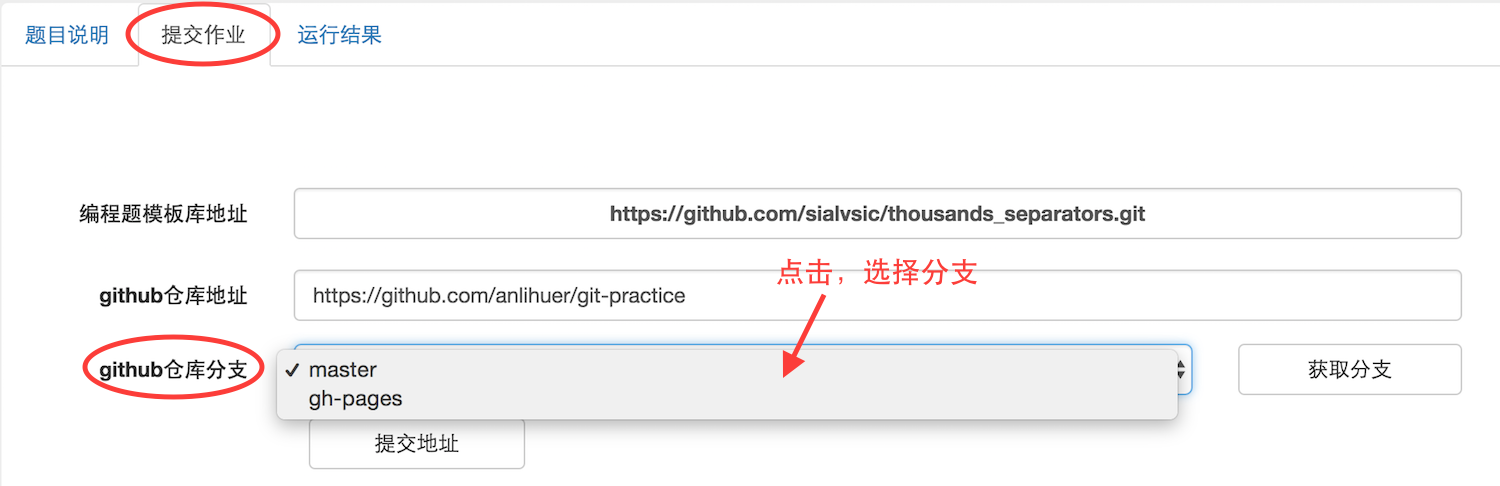 题目说明 提交作业 运行结果
编程题模板库地址 https://github.com/sialvsic/thousands_separators.git
点击，选择分支
github仓库地址 https://github.com/anlihuer/git-practice
github仓库分支 ✓ master 获取分支
gh-pages
提交地址